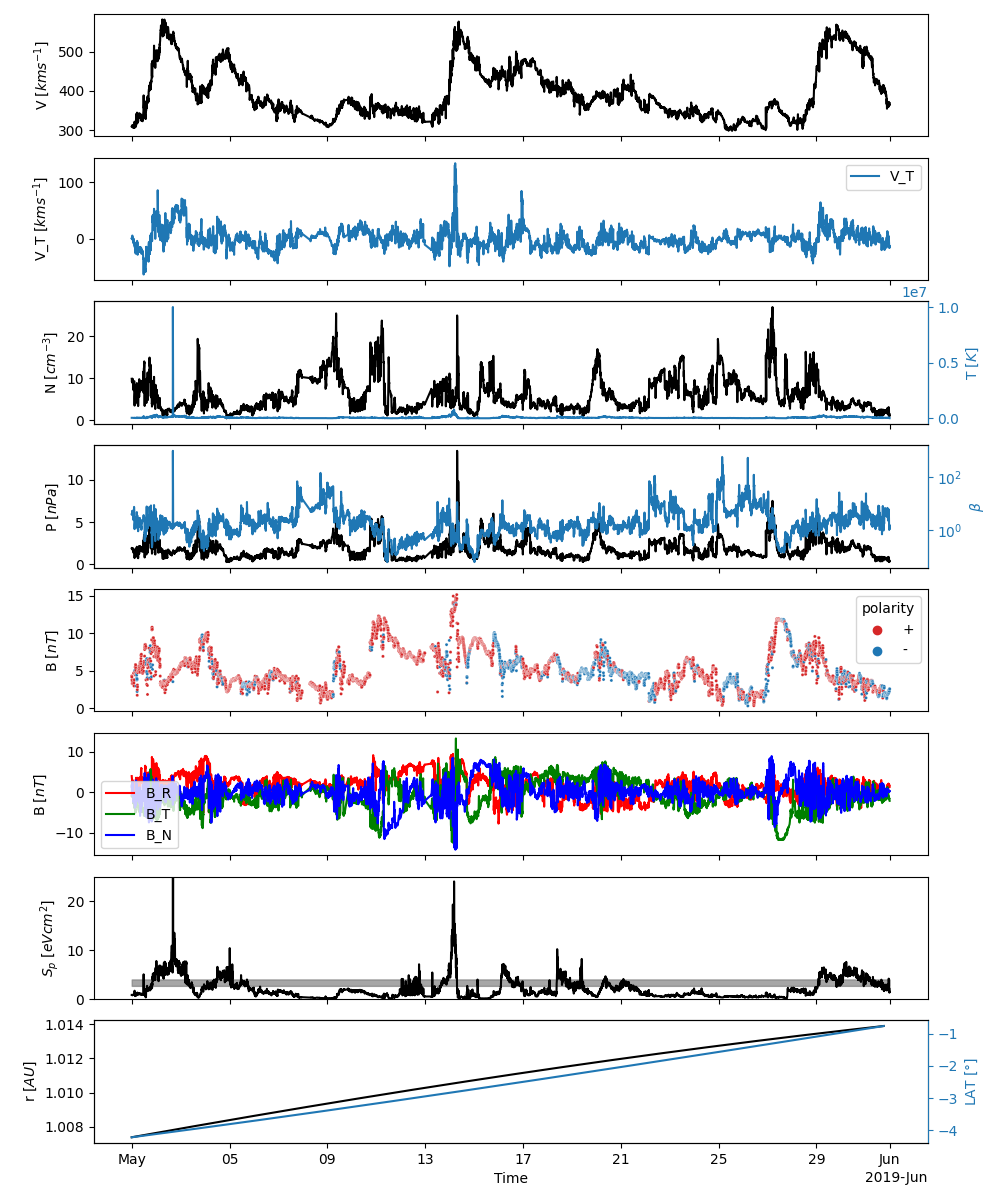 500
400
300
V [kms⁻¹]
100
0
V_T [kms⁻¹]
V_T
1e7
20
10
0
N [cm⁻³]
1.0
0.5
0.0
T [K]
10
5
0
P [nPa]
10²
10⁰
β
15
10
5
0
B [nT]
polarity
+
-
10
0
−10
B [nT]
B_R
B_T
B_N
20
10
0
Sₚ [eVcm²]
1.014
1.012
1.010
1.008
r [AU]
−1
−2
−3
−4
LAT [°]
May 05 09 13 17 21 25 29 Jun
Time
2019-Jun